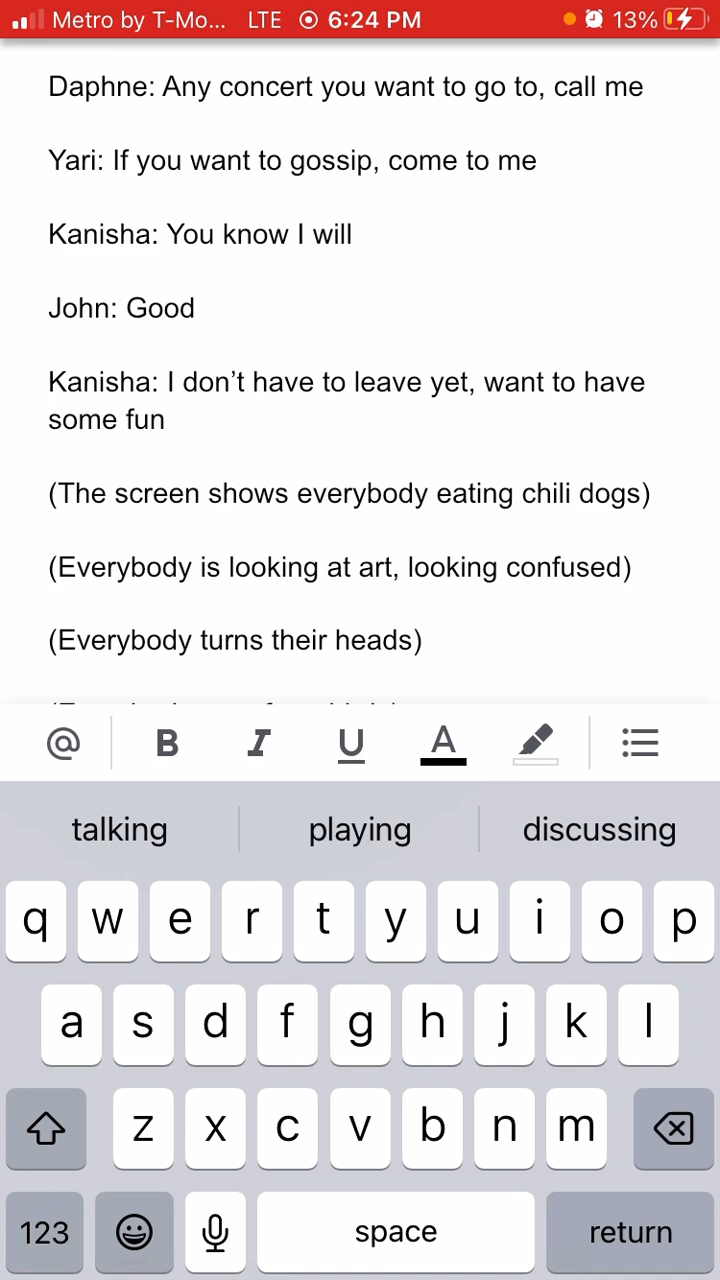 Metro by T-Mo... LTE 6:24 PM 13%
Daphne: Any concert you want to go to, call me
Yari: If you want to gossip, come to me
Kanisha: You know I will
John: Good
Kanisha: I don’t have to leave yet, want to have
some fun
(The screen shows everybody eating chili dogs)
(Everybody is looking at art, looking confused)
(Everybody turns their heads)
@ B I U A
talking playing discussing
q w e r t y u i o p
a s d f g h j k l
z x c v b n m
123 space return